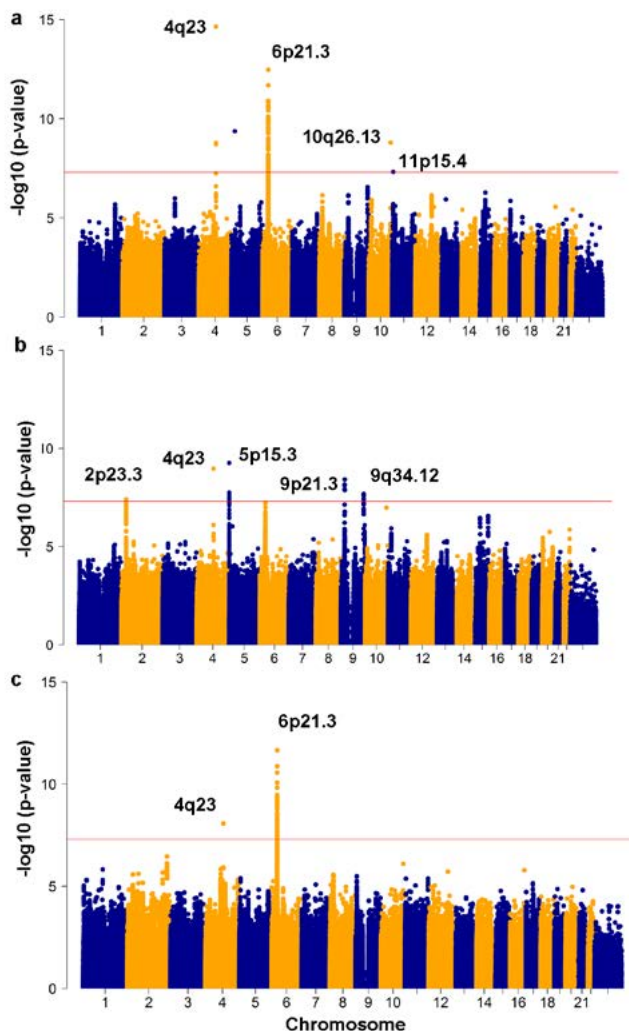 a
15
4q23
6p21.3
10
10q26.13
11p15.4
-log10 (p-value)
5
0
1 2 3 4 5 6 7 8 9 10 12 14 16 18 21
b
15
10
4q23 5p15.3
2p23.3 9p21.3 9q34.12
-log10 (p-value)
5
0
1 2 3 4 5 6 7 8 9 10 12 14 16 18 21
c
15
6p21.3
10
4q23
-log10 (p-value)
5
0
1 2 3 4 5 6 7 8 9 10 12 14 16 18 21
Chromosome